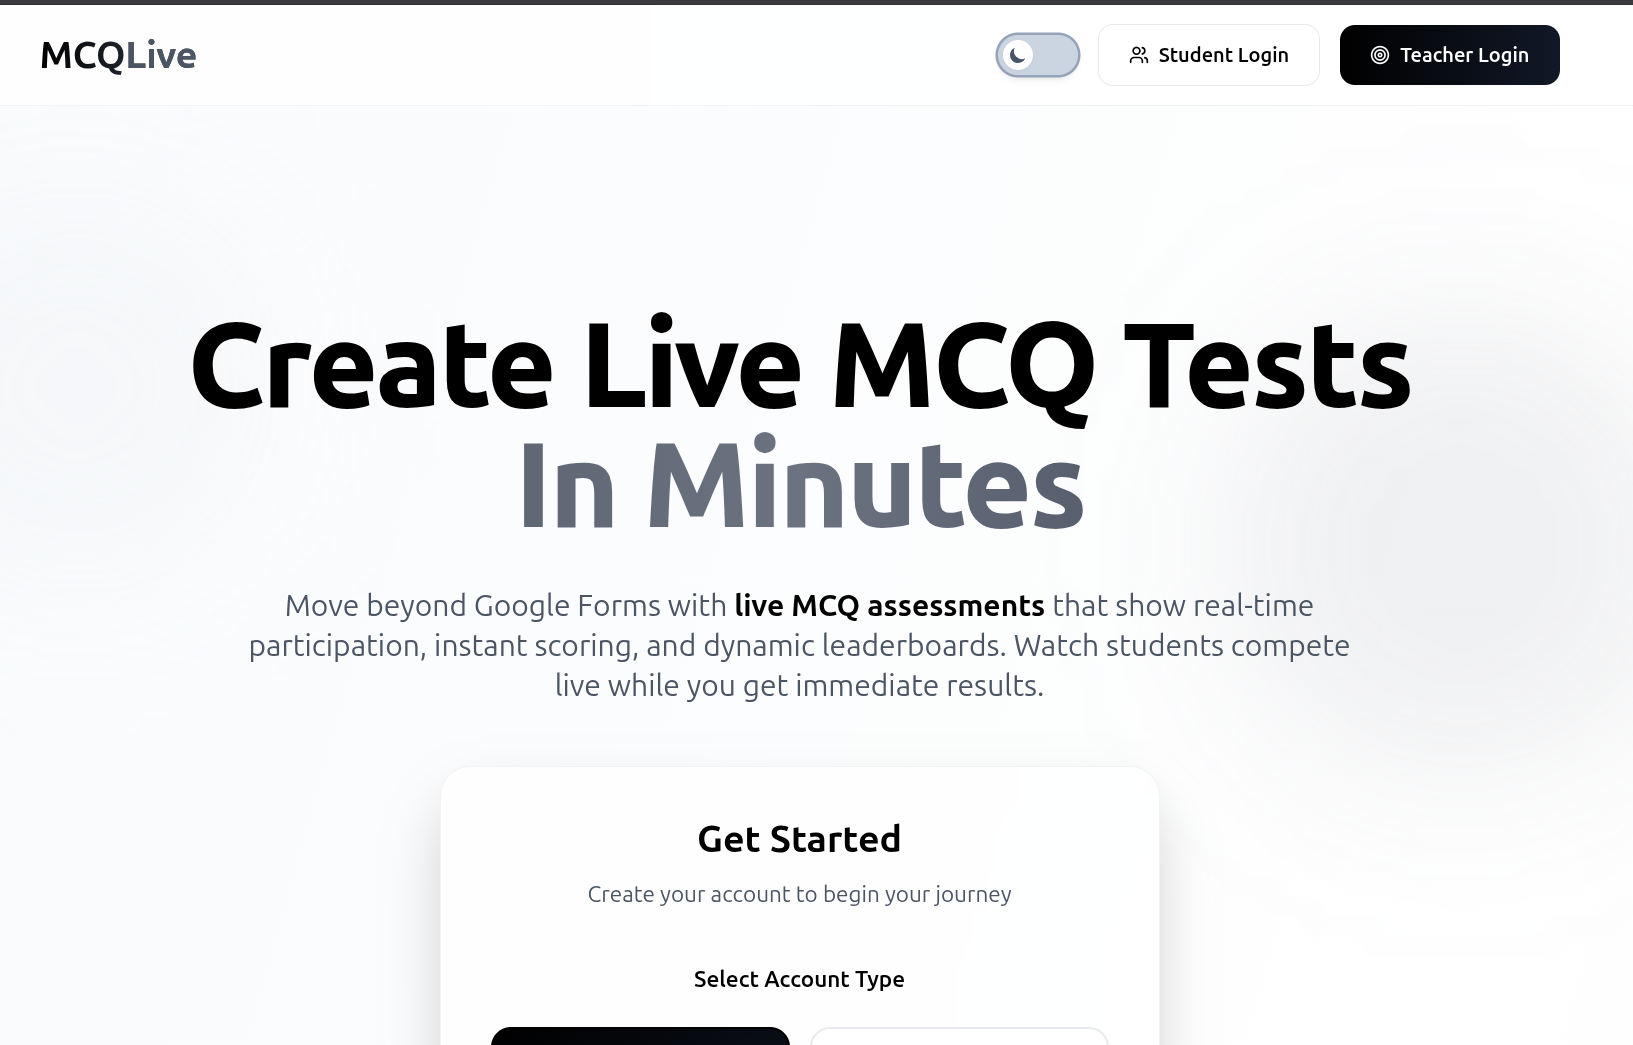 MCQLive
Student Login
Teacher Login
Create Live MCQ Tests
In Minutes
Move beyond Google Forms with live MCQ assessments that show real-time
participation, instant scoring, and dynamic leaderboards. Watch students compete
live while you get immediate results.
Get Started
Create your account to begin your journey
Select Account Type